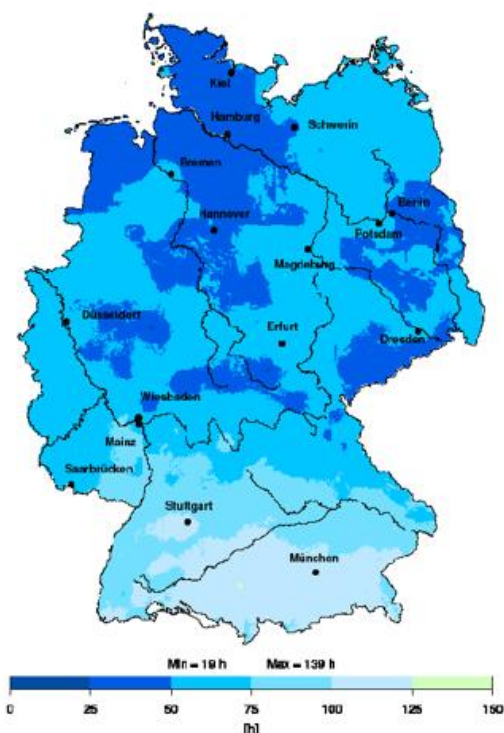 Kiel
Hamburg
Schwerin
Bremen
Hannover
Berlin
Potsdam
Magdeburg
Düsseldorf
Erfurt
Dresden
Wiesbaden
Mainz
Saarbrücken
Stuttgart
München
Min = 19 h Max = 139 h
0 25 50 75 100 125 150
[h]